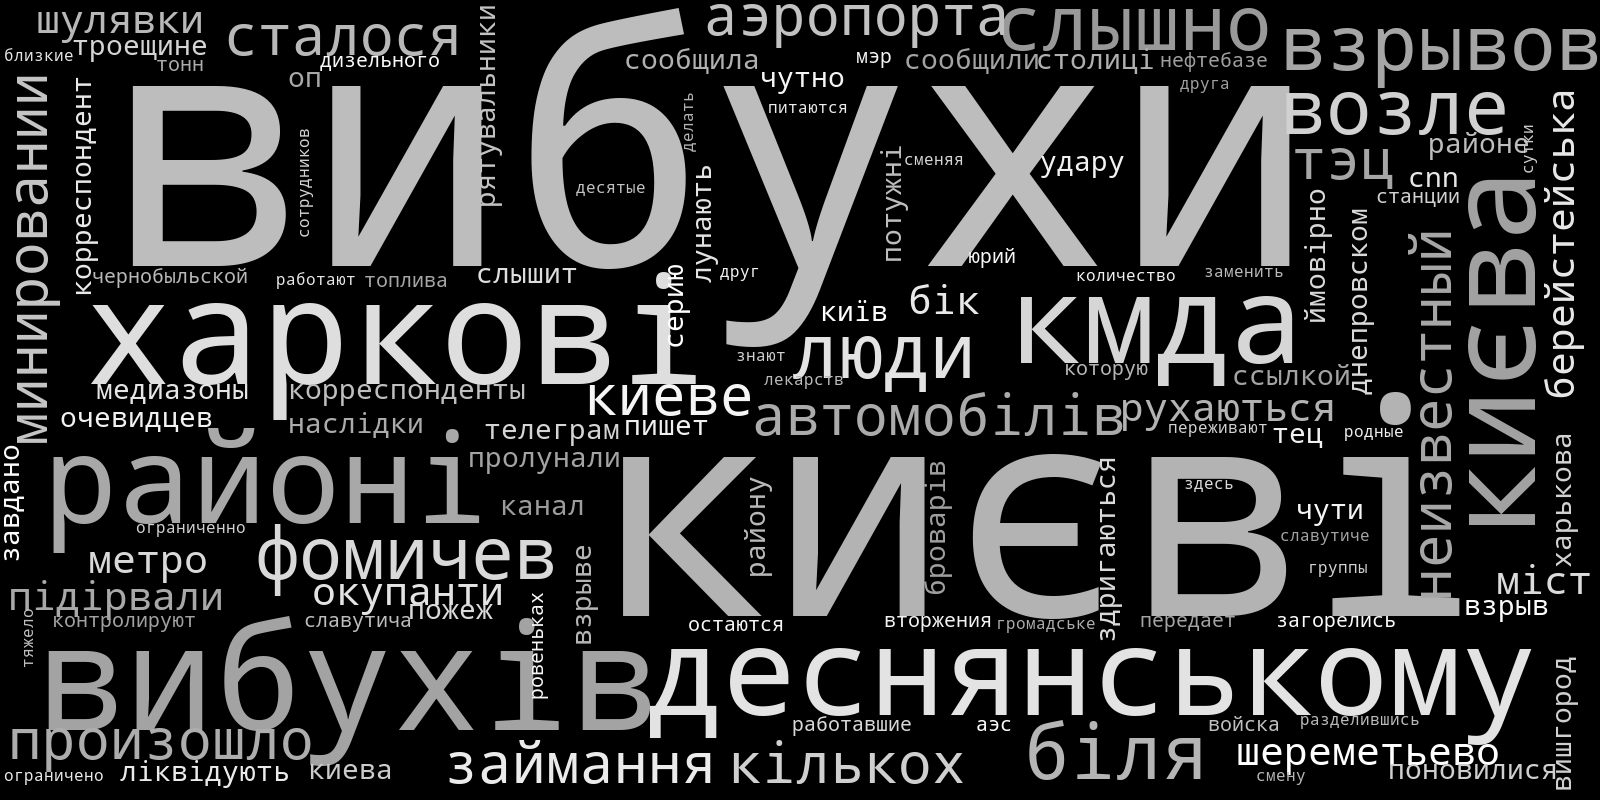 шулявки
сталося
рятувальники
аэропорта
слышно
взрывов
близкие
троещине
тонн
оп
дизельного
сообщила
мэр
сообщили
столиці
нефтебазе
чутно
питаются
друга
минировании
корреспондент
вибухи
возле
берейстейська
сотрудников
делать
десятые
лунають
потужні
сменяя
удару
тэц
районе
сутки
cnn
станции
києва
юрий
чернобыльской
работают
топлива
слышит
друг
количество
заменить
ймовірно
днепровском
неизвестный
харкові
серию
київ
бік
кмда
люди
знают
лекарств
которую
ссылкой
медиазоны
корреспонденты
киеве
автомобілів
рухаються
очевидцев
наслідки
телеграм
пишет
переживают
тец
родные
завдано
районі
пролунали
києві
району
броварів
здригаються
здесь
харькова
канал
чути
ограниченно
славутиче
метро
фомичев
взрыве
группы
міст
підірвали
окупанти
пожеж
взрыв
тяжело
контролируют
славутича
ровеньках
остаются
вторжения
громадське
передает
загорелись
вибухів
деснянському
вишгород
произошло
работавшие
аэс
біля
войска
разделившись
шереметьево
ограничено
ліквідують
киева
займання
кількох
смену
поновилися